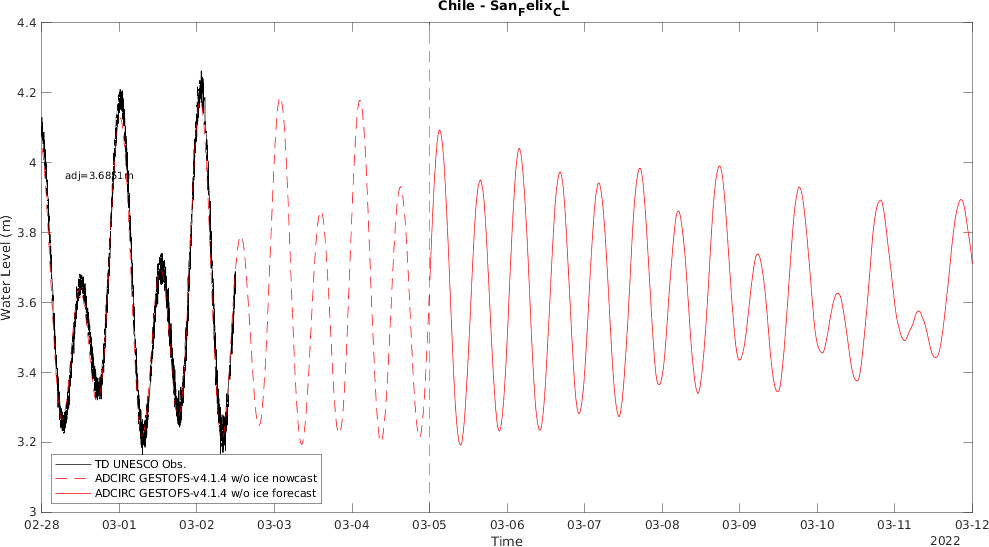 Chile - SanFelixCL
4.4
4.2
4
3.8
3.6
3.4
3.2
3
Water Level (m)
adj=3.6851m
TD UNESCO Obs.
ADCIRC GESTOFS-v4.1.4 w/o ice nowcast
ADCIRC GESTOFS-v4.1.4 w/o ice forecast
02-28 03-01 03-02 03-03 03-04 03-05 03-06 03-07 03-08 03-09 03-10 03-11 03-12
Time
2022